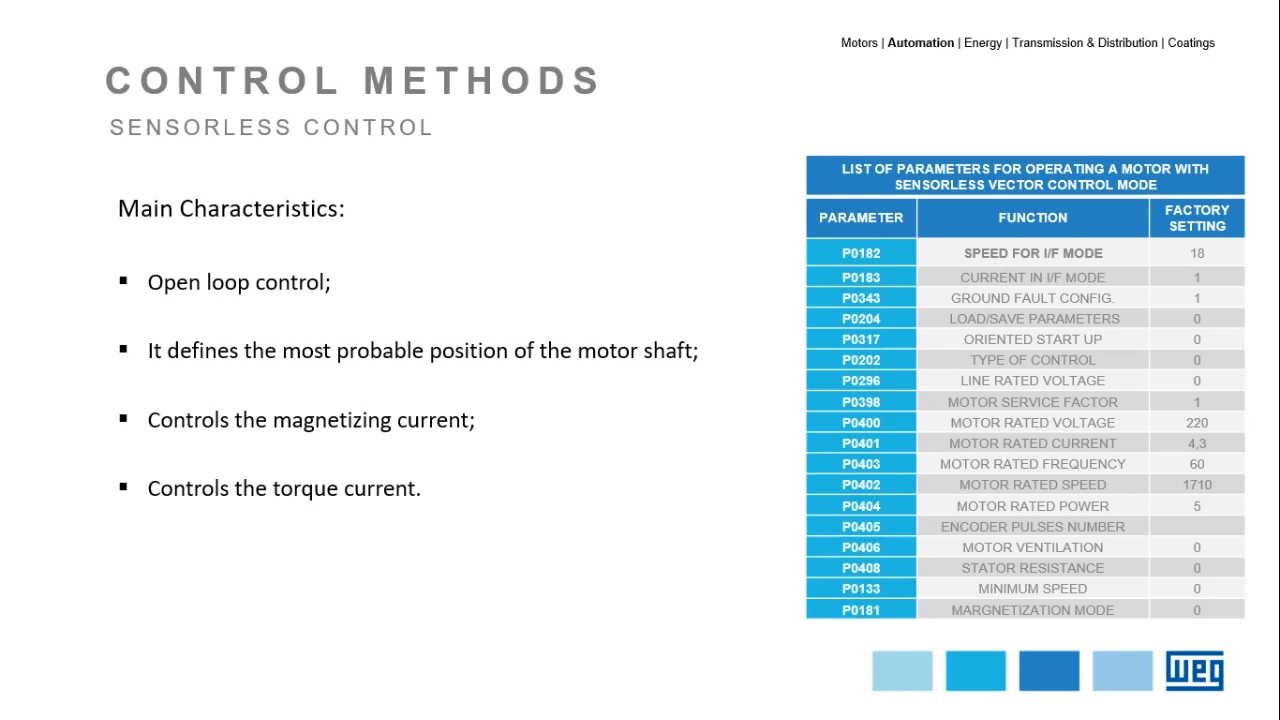 Motors | Automation | Energy | Transmission & Distribution | Coatings
CONTROL METHODS
SENSORLESS CONTROL
Main Characteristics:
▪ Open loop control;
▪ It defines the most probable position of the motor shaft;
▪ Controls the magnetizing current;
▪ Controls the torque current.
LIST OF PARAMETERS FOR OPERATING A MOTOR WITH
SENSORLESS VECTOR CONTROL MODE
PARAMETER FUNCTION FACTORY SETTING
P0182 SPEED FOR I/F MODE 18
P0183 CURRENT IN I/F MODE 1
P0343 GROUND FAULT CONFIG. 1
P0204 LOAD/SAVE PARAMETERS 0
P0317 ORIENTED START UP 0
P0202 TYPE OF CONTROL 0
P0296 LINE RATED VOLTAGE 0
P0398 MOTOR SERVICE FACTOR 1
P0400 MOTOR RATED VOLTAGE 220
P0401 MOTOR RATED CURRENT 4,3
P0403 MOTOR RATED FREQUENCY 60
P0402 MOTOR RATED SPEED 1710
P0404 MOTOR RATED POWER 5
P0405 ENCODER PULSES NUMBER
P0406 MOTOR VENTILATION 0
P0408 STATOR RESISTANCE 0
P0133 MINIMUM SPEED 0
P0181 MARGNETIZATION MODE 0
weg